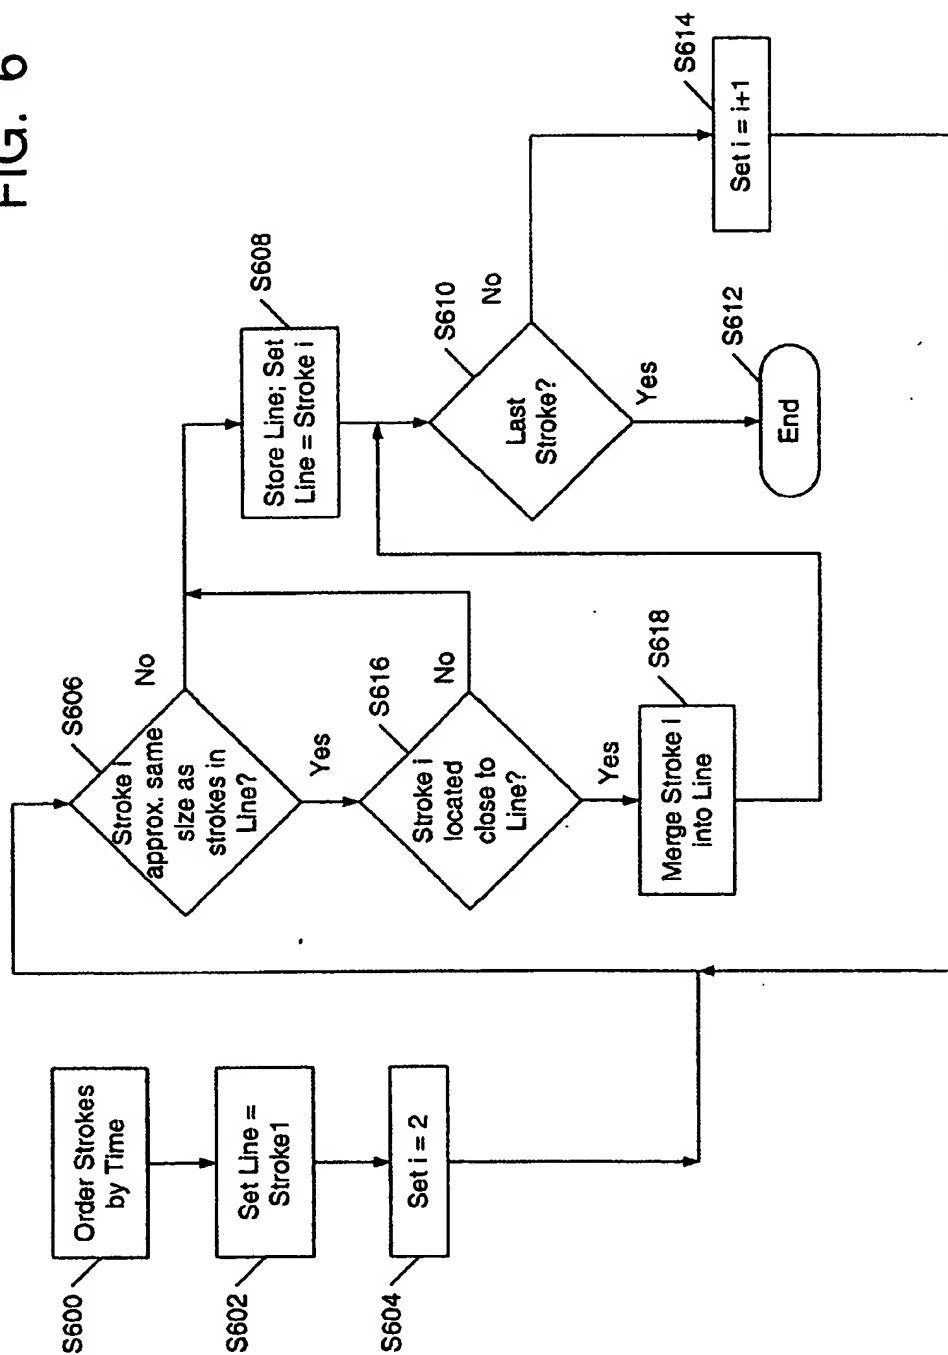 FIG. 6
S600
Order Strokes
by Time
S602
Set Line =
Stroke1
S604
Set i = 2
S606
Stroke i
approx. same
size as
strokes in
Line?
No
Yes
S616
Stroke i
located
close to
Line?
No
Yes
S618
Merge Stroke i
into Line
S608
Store Line; Set
Line = Stroke i
S610
Last
Stroke?
No
Yes
S612
End
S614
Set i = i+1